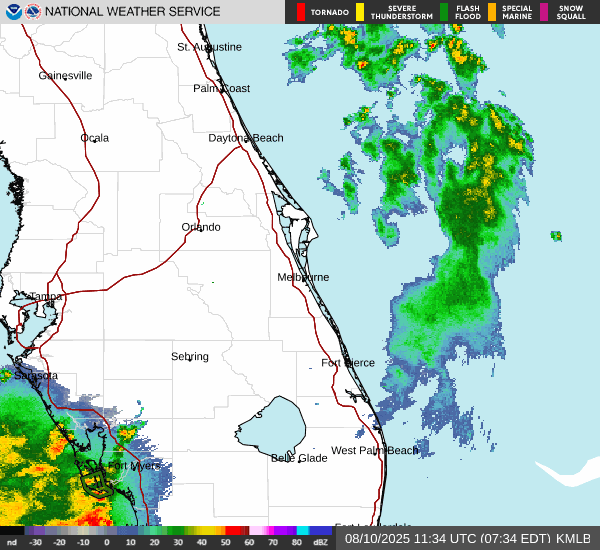 NATIONAL WEATHER SERVICE
TORNADO
SEVERE THUNDERSTORM
FLASH FLOOD
SPECIAL MARINE
SNOW SQUALL
St. Augustine
Gainesville
Palm Coast
Ocala
Daytona Beach
Orlando
Melbourne
Tampa
Sebring
Fort Pierce
Sarasota
West Palm Beach
Belle Glade
Fort Myers
nd -30 -20 -10 0 10 20 30 40 50 60 70 80 dBZ
08/10/2025 11:34 UTC (07:34 EDT) KMLB